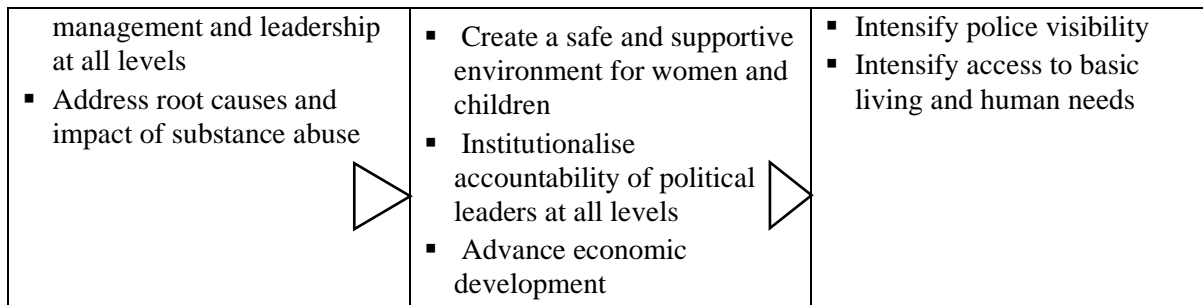 management and leadership
at all levels
▪ Address root causes and
impact of substance abuse
▪ Create a safe and supportive
environment for women and
children
▪ Institutionalise
accountability of political
leaders at all levels
▪ Advance economic
development
▪ Intensify police visibility
▪ Intensify access to basic
living and human needs